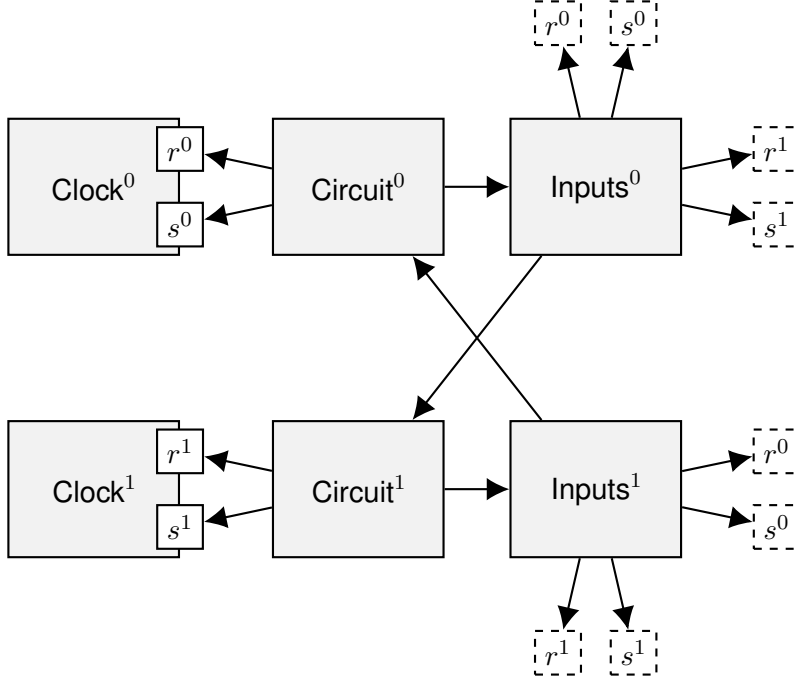 r⁰ s⁰
Clock⁰ r⁰ s⁰ Circuit⁰ Inputs⁰ r¹ s¹
Clock¹ r¹ s¹ Circuit¹ Inputs¹ r⁰ s⁰
r¹ s¹